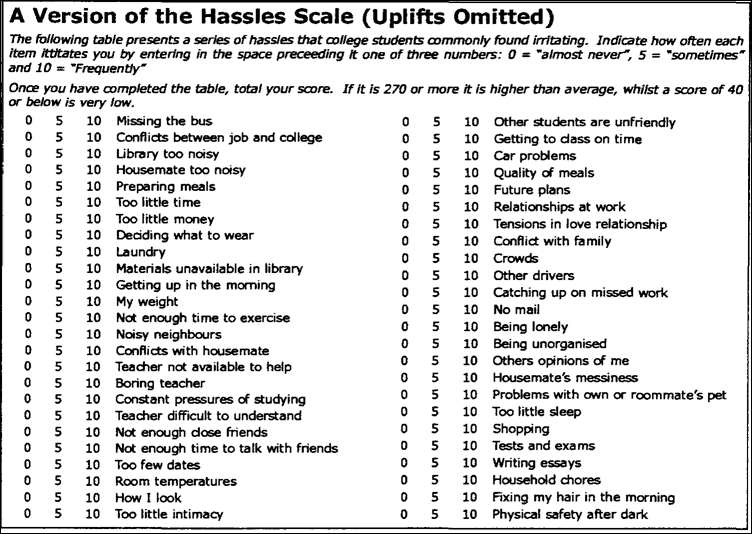 A Version of the Hassles Scale (Uplifts Omitted)
The following table presents a series of hassles that college students commonly found irritating. Indicate how often each
item ittitates you by entering in the space preceeding it one of three numbers: 0 = "almost never", 5 = "sometimes"
and 10 = "Frequently"
Once you have completed the table, total your score. If it is 270 or more it is higher than average, whilst a score of 40
or below is very low.
0 5 10 Missing the bus
0 5 10 Conflicts between job and college
0 5 10 Library too noisy
0 5 10 Housemate too noisy
0 5 10 Preparing meals
0 5 10 Too little time
0 5 10 Too little money
0 5 10 Deciding what to wear
0 5 10 Laundry
0 5 10 Materials unavailable in library
0 5 10 Getting up in the morning
0 5 10 My weight
0 5 10 Not enough time to exercise
0 5 10 Noisy neighbours
0 5 10 Conflicts with housemate
0 5 10 Teacher not available to help
0 5 10 Boring teacher
0 5 10 Constant pressures of studying
0 5 10 Teacher difficult to understand
0 5 10 Not enough close friends
0 5 10 Not enough time to talk with friends
0 5 10 Too few dates
0 5 10 Room temperatures
0 5 10 How I look
0 5 10 Too little intimacy
0 5 10 Other students are unfriendly
0 5 10 Getting to class on time
0 5 10 Car problems
0 5 10 Quality of meals
0 5 10 Future plans
0 5 10 Relationships at work
0 5 10 Tensions in love relationship
0 5 10 Conflict with family
0 5 10 Crowds
0 5 10 Other drivers
0 5 10 Catching up on missed work
0 5 10 No mail
0 5 10 Being lonely
0 5 10 Being unorganised
0 5 10 Others opinions of me
0 5 10 Housemate's messiness
0 5 10 Problems with own or roommate's pet
0 5 10 Too little sleep
0 5 10 Shopping
0 5 10 Tests and exams
0 5 10 Writing essays
0 5 10 Household chores
0 5 10 Fixing my hair in the morning
0 5 10 Physical safety after dark